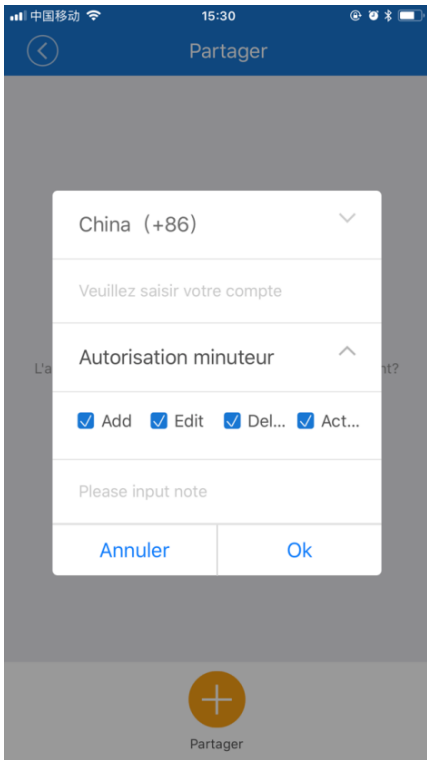 中国移动 15:30
Partager
China（+86）
Veuillez saisir votre compte
L'a
Autorisation minuteur
nt?
Add Edit Del... Act...
Please input note
Annuler Ok
Partager